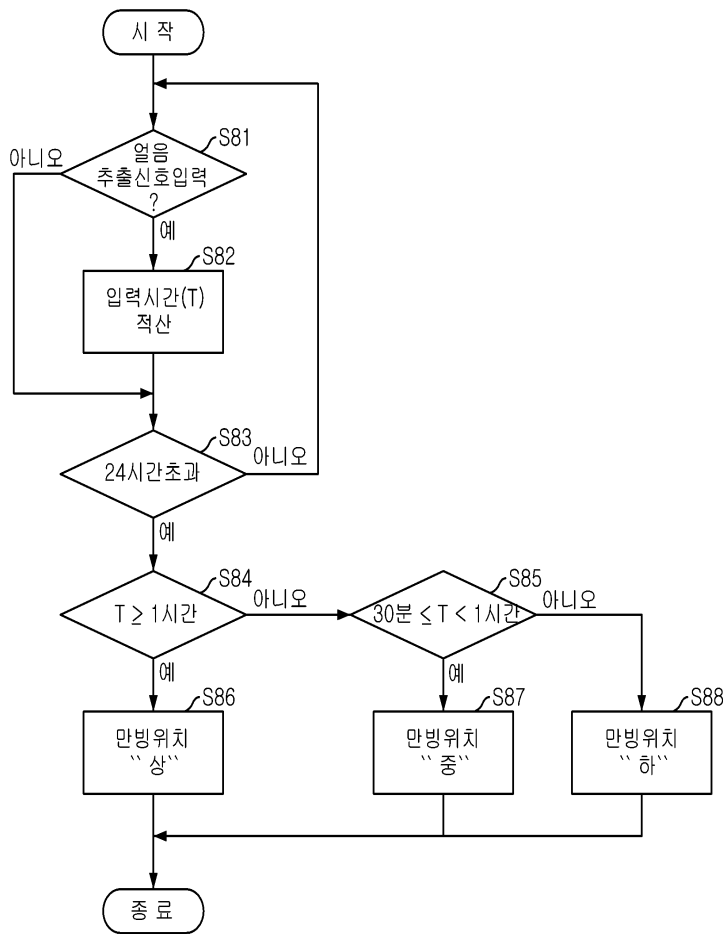 시 작
S81
아니오
얼음
추출신호입력
?
예
S82
입력시간(T)
적산
S83
24시간초과
아니오
예
S84
T ≥ 1시간
아니오
S85
30분 ≤ T < 1시간
아니오
예
예
S86
만빙위치
`` 상``
S87
만빙위치
`` 중``
S88
만빙위치
`` 하``
종 료